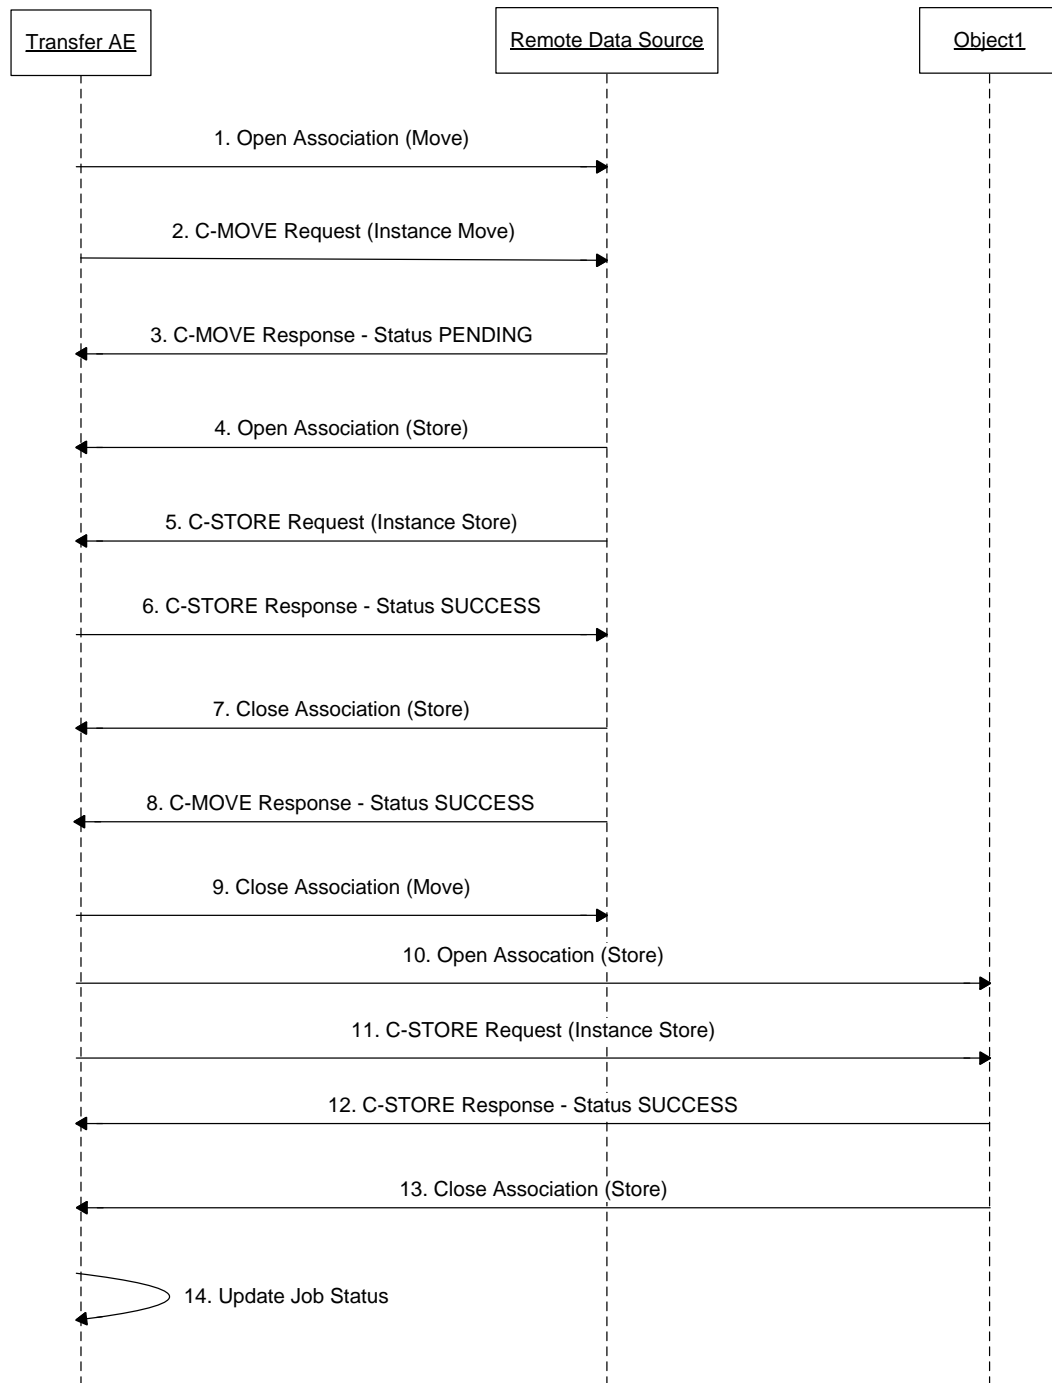 Transfer AE
Remote Data Source
Object1
1. Open Association (Move)
2. C-MOVE Request (Instance Move)
3. C-MOVE Response - Status PENDING
4. Open Association (Store)
5. C-STORE Request (Instance Store)
6. C-STORE Response - Status SUCCESS
7. Close Association (Store)
8. C-MOVE Response - Status SUCCESS
9. Close Association (Move)
10. Open Assocation (Store)
11. C-STORE Request (Instance Store)
12. C-STORE Response - Status SUCCESS
13. Close Association (Store)
14. Update Job Status